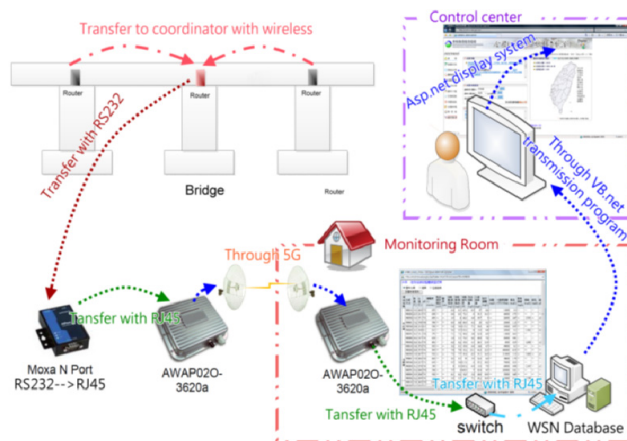 Transfer to coordinator with wireless
Control center
Router
Router
Router
Transfer with RS232
Bridge
Router
Asp.net display system
Through VB.net
transmission program
Through 5G
Monitoring Room
Tansfer with RJ45
Moxa N Port
RS232-->RJ45
AWAP02O-
3620a
AWAP02O-
3620a
Tansfer with RJ45
Tansfer with RJ45
switch
WSN Database